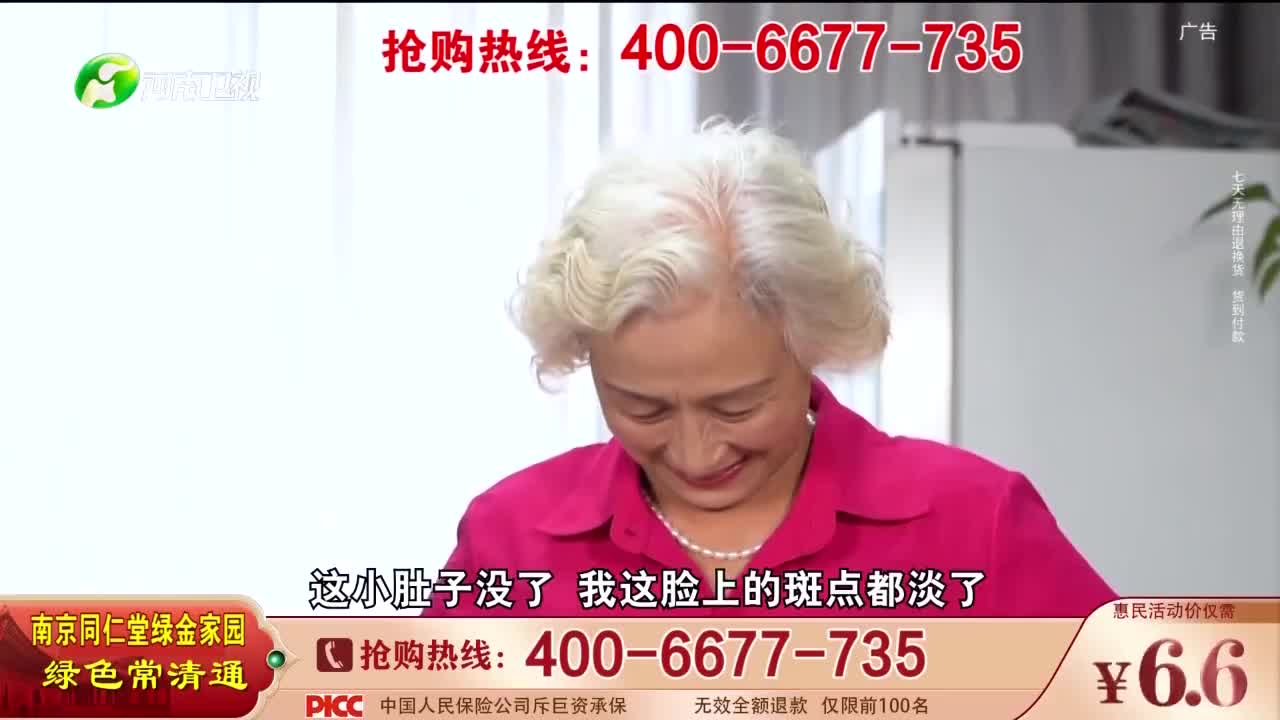 抢购热线：400-6677-735
广告
河南卫视
七天无理由退换货 货到付款
这小肚子没了 我这脸上的斑点都淡了
南京同仁堂绿金家园
绿色常清通
抢购热线：400-6677-735
惠民活动价仅需
¥6.6
PICC 中国人民保险公司斥巨资承保 无效全额退款 仅限前100名